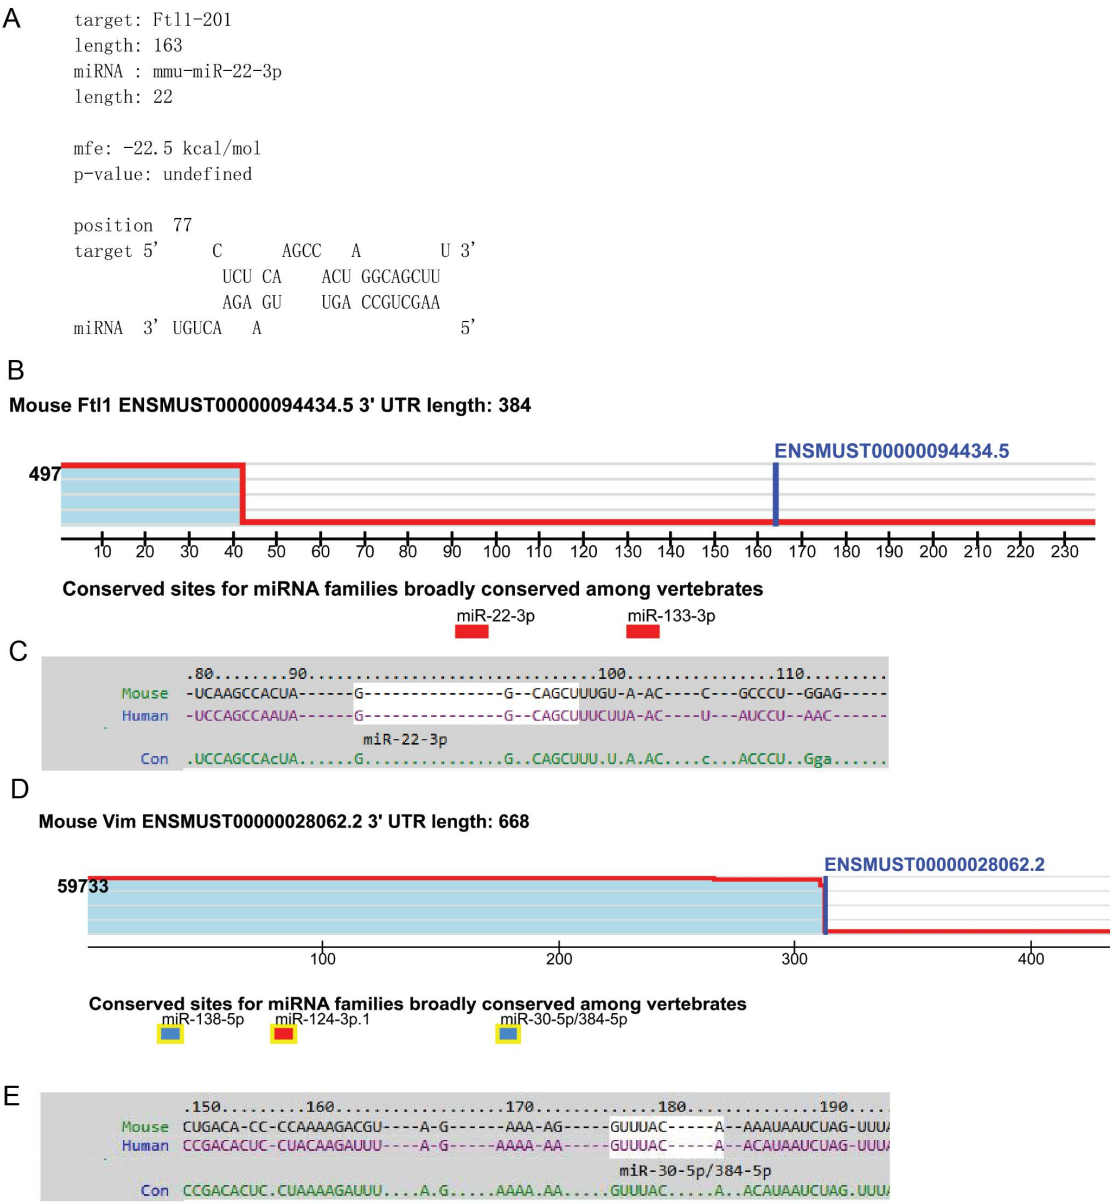 A
target: Ftl1-201
length: 163
miRNA : mmu-miR-22-3p
length: 22
mfe: -22.5 kcal/mol
p-value: undefined
position  77
target 5'     C      AGCC   A        U 3'
               UCU CA    ACU GGCAGCUU
               AGA GU    UGA CCGUCGAA
miRNA  3' UGUCA   A                    5'
B
Mouse Ftl1 ENSMUST00000094434.5 3' UTR length: 384
ENSMUST00000094434.5
497
10 20 30 40 50 60 70 80 90 100 110 120 130 140 150 160 170 180 190 200 210 220 230
Conserved sites for miRNA families broadly conserved among vertebrates
miR-22-3p miR-133-3p
C
.80........90..............................100...............110.........
Mouse -UCAAGCCACUA------G---------------G--CAGCUUUGU-A-AC----C---GCCCU--GGAG-----
Human -UCCAGCCAAUA------G---------------G--CAGCUUUCUUA-AC----U---AUCCU--AAC------
miR-22-3p
Con .UCCAGCCAcUA......G...............G..CAGCUUU.U.A.AC....c...ACCCU..Gga......
D
Mouse Vim ENSMUST00000028062.2 3' UTR length: 668
ENSMUST00000028062.2
59733
100 200 300 400
Conserved sites for miRNA families broadly conserved among vertebrates
miR-138-5p miR-124-3p.1 miR-30-5p/384-5p
E
.150.........160..................170.............180.............190....
Mouse CUGACA-CC-CCAAAAGACGU----A-G------AAA-AG-----GUUUAC-----A--AAAUAAUCUAG-UUUA
Human CCGACACUC-CUACAAGAUUU----A-G-----AAAA-AA-----GUUUAC-----A--ACAUAAUCUAG-UUUA
miR-30-5p/384-5p
Con CCGACACUC.CUAAAAGAUUU....A.G.....AAAA.AA.....GUUUAC.....A..ACAUAAUCUAG.UUUA